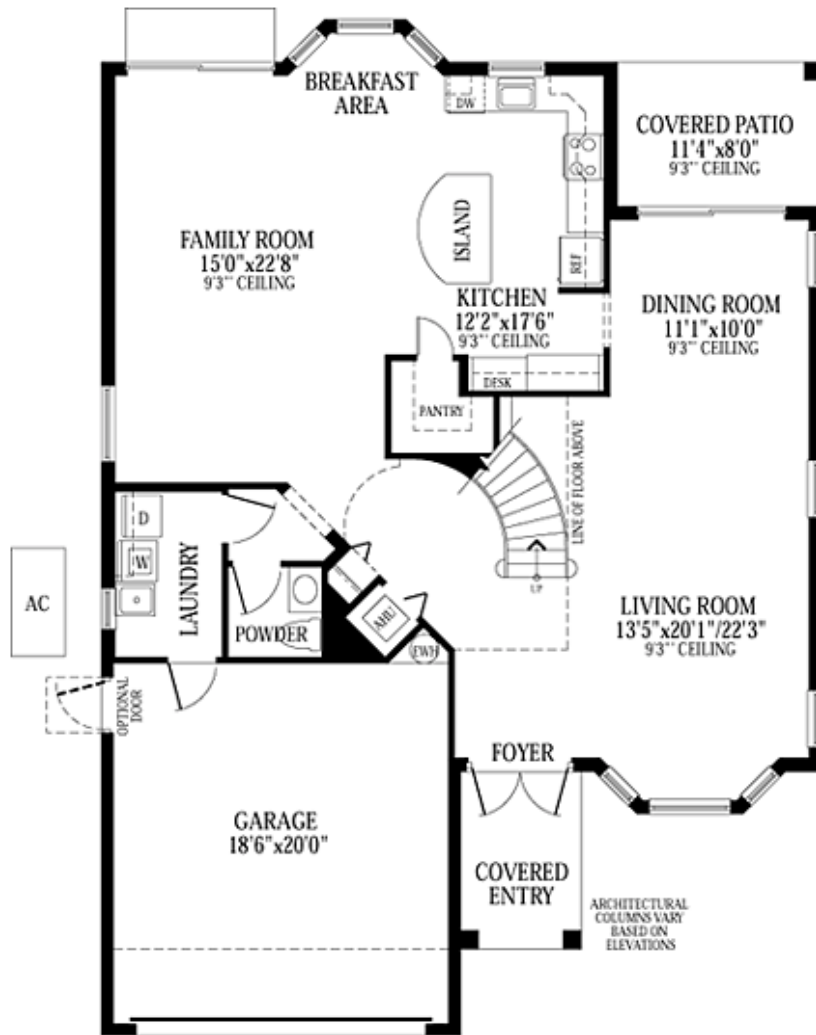 BREAKFAST
AREA
DW
COVERED PATIO
11'4"x8'0"
9'3"' CEILING
FAMILY ROOM
15'0"x22'8"
9'3"' CEILING
ISLAND
REF
KITCHEN
12'2"x17'6"
9'3"' CEILING
DINING ROOM
11'1"x10'0"
9'3"' CEILING
DESK
PANTRY
LINE OF FLOOR ABOVE
D
W
LAUNDRY
AC
UP
POWDER
AHU
EWH
LIVING ROOM
13'5"x20'1"/22'3"
9'3"' CEILING
OPTIONAL
DOOR
FOYER
GARAGE
18'6"x20'0"
COVERED
ENTRY
ARCHITECTURAL
COLUMNS VARY
BASED ON
ELEVATIONS